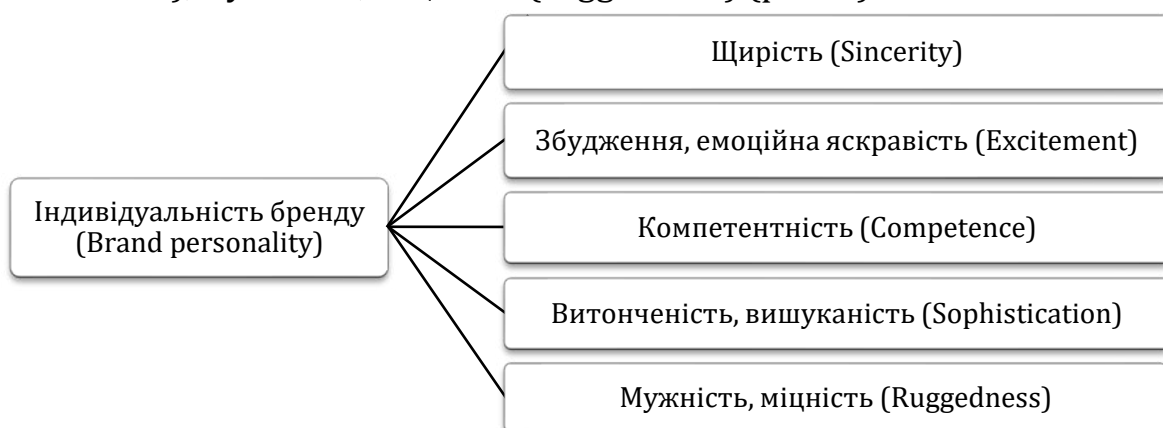 Щирість (Sincerity)
Збудження, емоційна яскравість (Excitement)
Індивідуальність бренду
(Brand personality)
Компетентність (Competence)
Витонченість, вишуканість (Sophistication)
Мужність, міцність (Ruggedness)